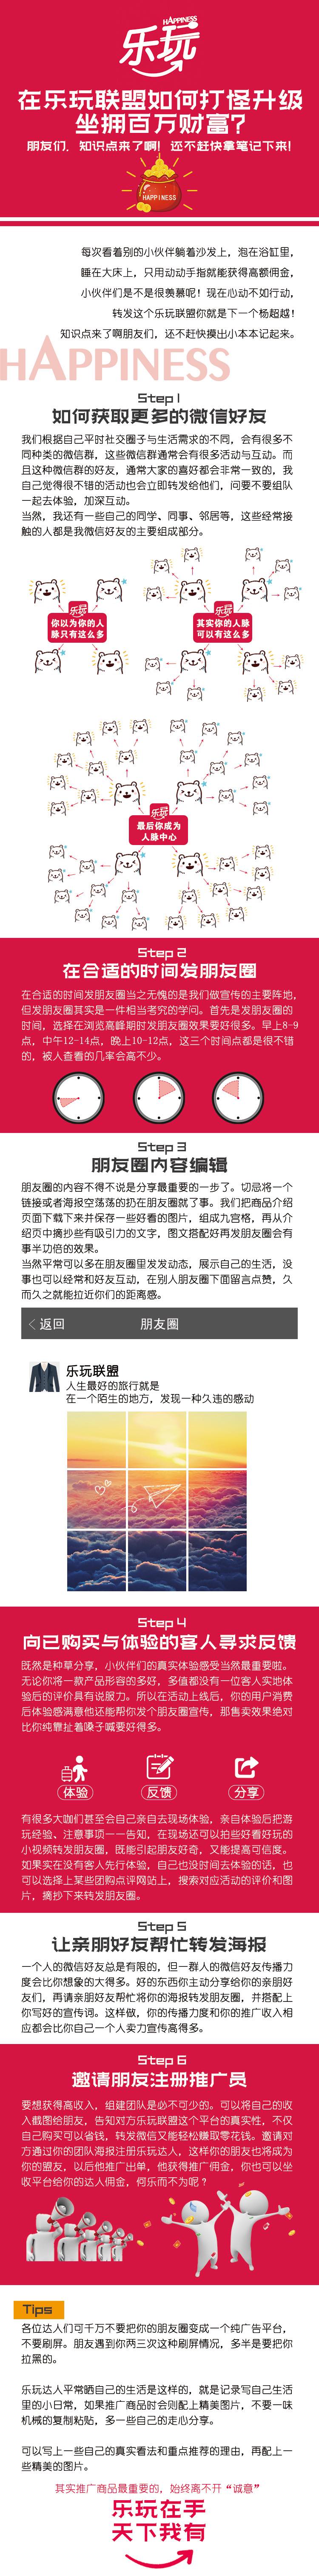 HAPPINESS
乐玩
在乐玩联盟如何打怪升级
坐拥百万财富?
朋友们,知识点来了啊!还不赶快拿笔记下来!
HAPPINESS
每次看着别的小伙伴躺着沙发上,泡在浴缸里,
睡在大床上,只用动动手指就能获得高额佣金,
小伙伴们是不是很羡慕呢!现在心动不如行动,
转发这个乐玩联盟你就是下一个杨超越!
知识点来了啊朋友们,还不赶快摸出小本本记起来。
HAPPINESS
Step 1
如何获取更多的微信好友
我们根据自己平时社交圈子与生活需求的不同,会有很多不
同种类的微信群,这些微信群通常会有很多活动与互动。而
且这种微信群的好友,通常大家的喜好都会非常一致的,我
自己觉得很不错的活动也会立即转发给他们,问要不要组队
一起去体验,加深互动。
当然,我还有一些自己的同学、同事、邻居等,这些经常接
触的人都是我微信好友的主要组成部分。
乐玩
你以为你的人
脉只有这么多
乐玩
其实你的人脉
可以有这么多
乐玩
最后你成为
人脉中心
Step 2
在合适的时间发朋友圈
在合适的时间发朋友圈当之无愧的是我们做宣传的主要阵地,
但发朋友圈其实是一件相当考究的学问。首先是发朋友圈的
时间,选择在浏览高峰期时发朋友圈效果要好很多。早上8-9
点,中午12-14点,晚上10-12点,这三个时间点都是很不错
的,被人查看的几率会高不少。
Step 3
朋友圈内容编辑
朋友圈的内容不得不说是分享最重要的一步了。切忌将一个
链接或者海报空荡荡的扔在朋友圈就了事。我们把商品介绍
页面下载下来并保存一些好看的图片,组成九宫格,再从介
绍页中摘抄些有吸引力的文字,图文搭配好再发朋友圈会有
事半功倍的效果。
当然平常可以多在朋友圈里发发动态,展示自己的生活,没
事也可以经常和好友互动,在别人朋友圈下面留言点赞,久
而久之就能拉近你们的距离感。
返回 朋友圈
乐玩联盟
人生最好的旅行就是
在一个陌生的地方,发现一种久违的感动
Step 4
向已购买与体验的客人寻求反馈
既然是种草分享,小伙伴们的真实体验感受当然最重要啦。
无论你将一款产品形容的多好,多值都没有一位客人实地体
验后的评价具有说服力。所以在活动上线后,你的用户消费
后体验感满意他还能帮你发个朋友圈宣传,那售卖效果绝对
比你纯靠扯着嗓子喊要好得多。
体验 反馈 分享
有很多大咖们甚至会自己亲自去现场体验,亲自体验后把游
玩经验、注意事项一一告知,在现场还可以拍些好看好玩的
小视频转发朋友圈,既能引起朋友好奇,又能提高可信度。
如果实在没有客人先行体验,自己也没时间去体验的话,也
可以选择上某些团购点评网站上,搜索对应活动的评价和图
片,摘抄下来转发朋友圈。
Step 5
让亲朋好友帮忙转发海报
一个人的微信好友总是有限的,但一群人的微信好友传播力
度会比你想象的大得多。好的东西你主动分享给你的亲朋好
友们,再请亲朋好友帮忙将你的海报转发朋友圈,并搭配上
你写好的宣传词。这样做,你的传播力度和你的推广收入相
应都会比你自己一个人卖力宣传高得多。
Step 6
邀请朋友注册推广员
要想获得高收入,组建团队是必不可少的。可以将自己的收
入截图给朋友,告知对方乐玩联盟这个平台的真实性,不仅
自己购买可以省钱,转发微信又能轻松赚取零花钱。邀请对
方通过你的团队海报注册乐玩达人,这样你的朋友也将成为
你的盟友,以后他推广出单,他获得推广佣金,你也可以坐
收平台给你的达人佣金,何乐而不为呢?
Tips
各位达人们可千万不要把你的朋友圈变成一个纯广告平台,
不要刷屏。朋友遇到你两三次这种刷屏情况,多半是要把你
拉黑的。
乐玩达人平常晒自己的生活是这样的,就是记录写自己生活
里的小日常,如果推广商品时会则配上精美图片,不要一味
机械的复制粘贴,多一些自己的走心分享。
可以写上一些自己的真实看法和重点推荐的理由,再配上一
些精美的图片。
其实推广商品最重要的,始终离不开“诚意”
乐玩在手
天下我有